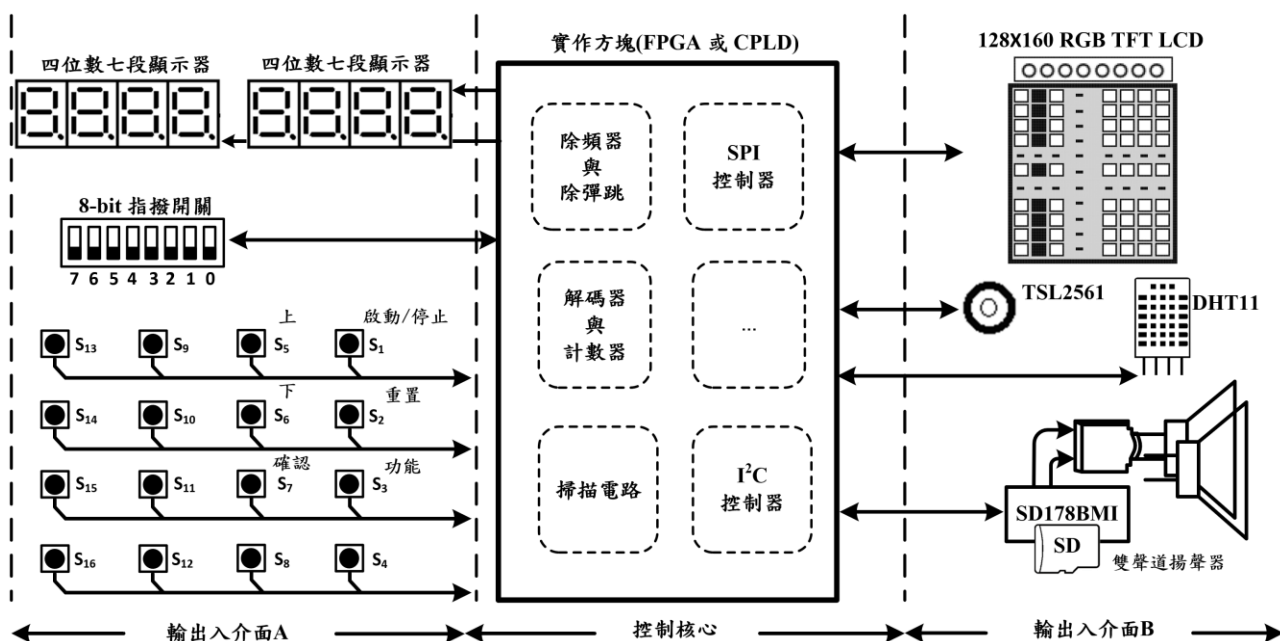 四位數七段顯示器
四位數七段顯示器
8-bit 指撥開關
7 6 5 4 3 2 1 0
上
啟動/停止
S13
S9
S5
S1
下
重置
S14
S10
S6
S2
確認
功能
S15
S11
S7
S3
S16
S12
S8
S4
輸出入介面A
實作方塊(FPGA 或 CPLD)
除頻器
與
除彈跳
SPI
控制器
解碼器
與
計數器
...
掃描電路
I²C
控制器
控制核心
128X160 RGB TFT LCD
TSL2561
DHT11
SD178BMI
SD
雙聲道揚聲器
輸出入介面B